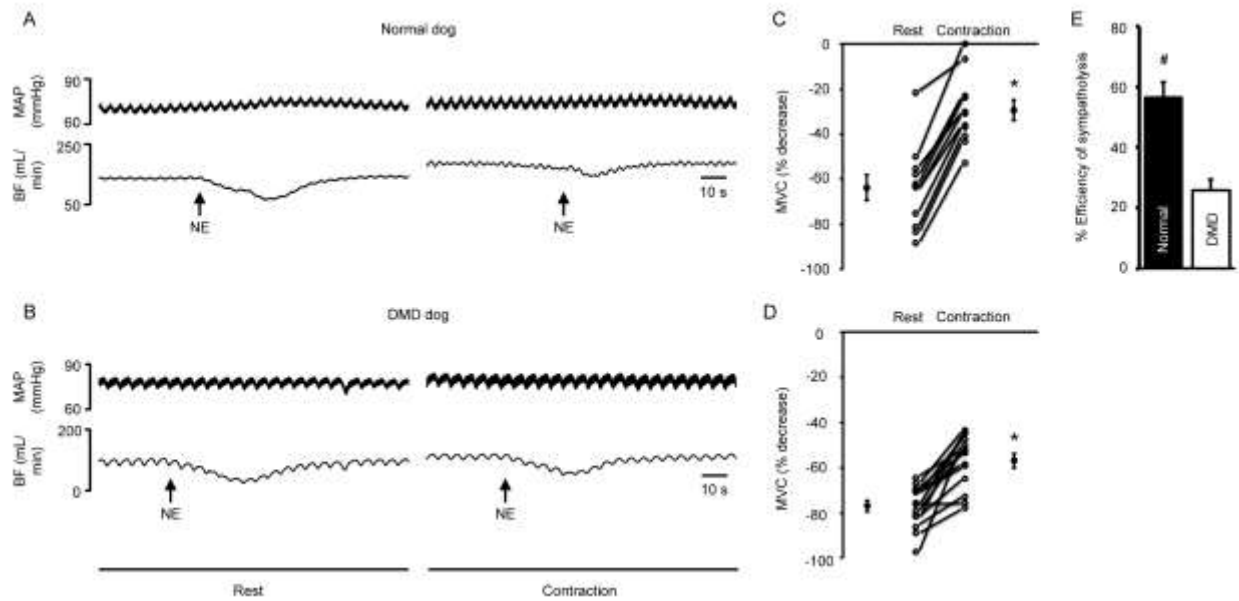 A
Normal dog
MAP
(mmHg)
90
60
BF (mL/
min)
250
50
NE
NE
10 s
B
DMD dog
MAP
(mmHg)
90
60
BF (mL/
min)
200
0
NE
NE
10 s
Rest
Contraction
C
Rest Contraction
MVC (% decrease)
0
-20
-40
-60
-80
-100
*
D
Rest Contraction
MVC (% decrease)
0
-20
-40
-60
-80
-100
*
E
% Efficiency of sympatholysis
80
60
40
20
0
#
Normal
DMD